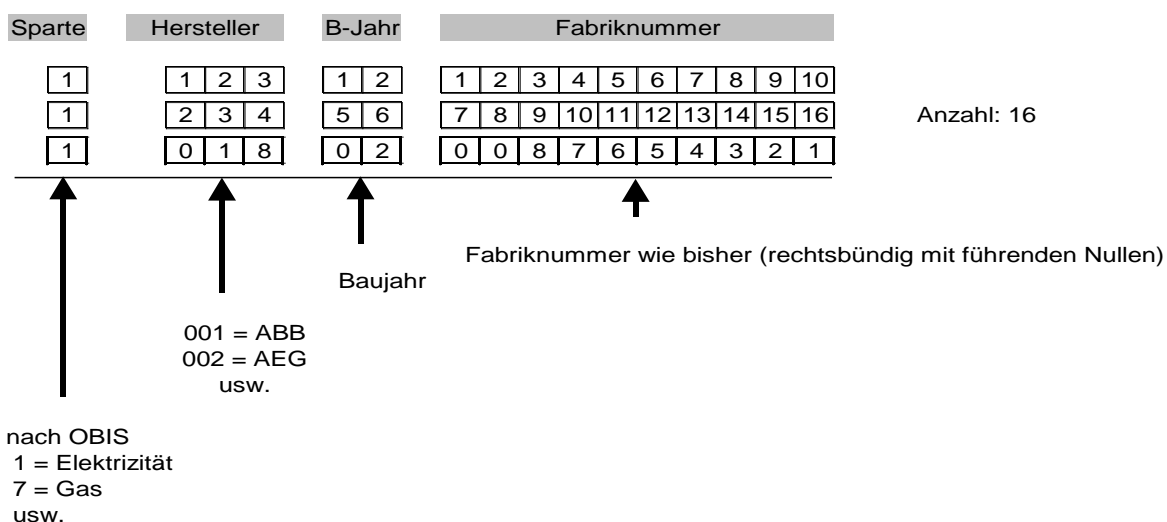 Sparte Hersteller B-Jahr Fabriknummer
1 1 2 3 1 2 1 2 3 4 5 6 7 8 9 10
1 2 3 4 5 6 7 8 9 10 11 12 13 14 15 16 Anzahl: 16
1 0 1 8 0 2 0 0 8 7 6 5 4 3 2 1
Fabriknummer wie bisher (rechtsbündig mit führenden Nullen)
Baujahr
001 = ABB
002 = AEG
usw.
nach OBIS
1 = Elektrizität
7 = Gas
usw.